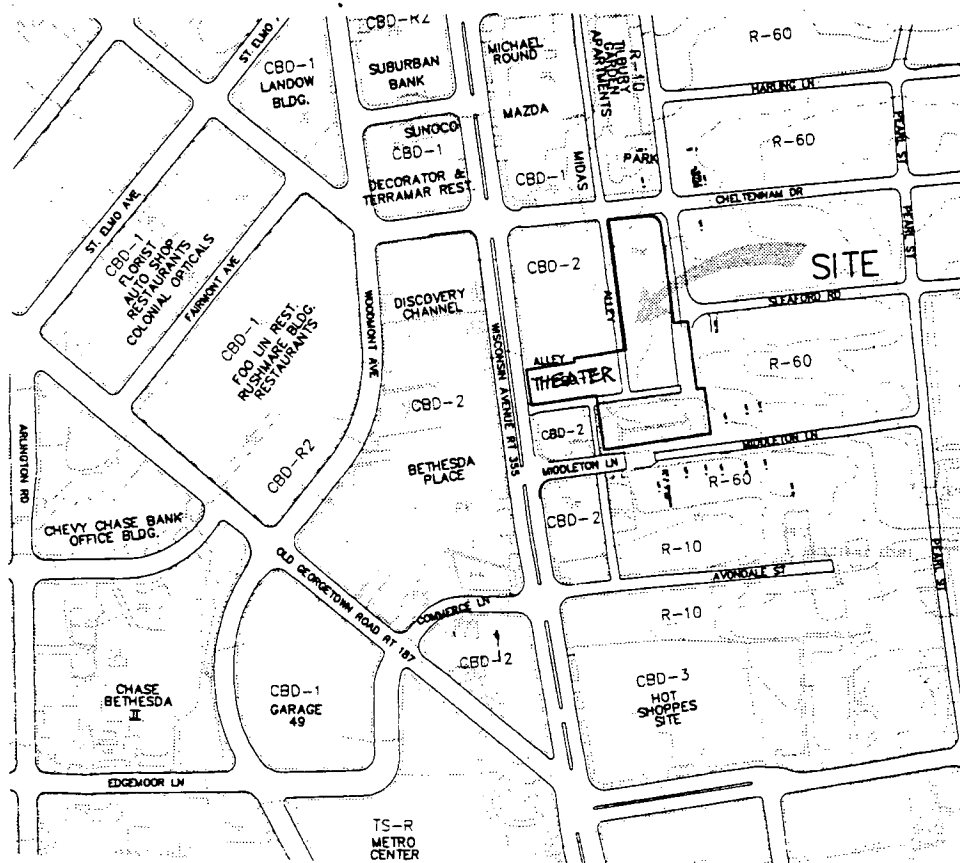 CBD-R2
ST. ELMO
CBD-1
LANDOW
BLDG.
SUBURBAN
BANK
MICHAEL
ROUND
TILBURY
GARDEN
APARTMENTS
R-10
R-60
HARLING LN
SUNOCO
MAZDA
PEARL ST
CBD-1
DECORATOR &
TERRAMAR REST.
CBD-1
MIDAS
PARK
R-60
CHELTENHAM DR
ST. ELMO AVE
CBD-1
FLORIST
AUTO SHOP
RESTAURANTS
COLONIAL OPTICALS
FAIRMONT AVE
PEARL ST
CBD-2
SITE
DISCOVERY
CHANNEL
ALLEY
SLEAFORD RD
WOODMONT AVE
CBD-1
FOO LIN REST.
RUSHMARE BLDG.
RESTAURANTS
WISCONSIN AVENUE RT 355
ALLEY
THEATER
R-60
CBD-2
CBD-2
MIDDLETON LN
ARLINGTON RD
CBD-R2
BETHESDA
PLACE
MIDDLETON LN
R-60
CHEVY CHASE BANK
OFFICE BLDG.
CBD-2
R-10
PEARL ST
OLD GEORGETOWN ROAD RT 187
AVONDALE ST
COMMERCE LN
R-10
CBD-2
CBD-3
HOT
SHOPPES
SITE
CHASE
BETHESDA
II
CBD-1
GARAGE
49
EDGEMOOR LN
TS-R
METRO
CENTER